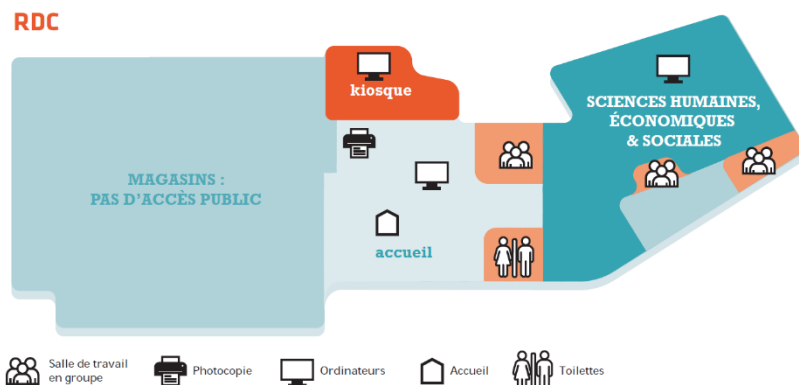 RDC
kiosque
SCIENCES HUMAINES,
ÉCONOMIQUES
& SOCIALES
MAGASINS :
PAS D'ACCÈS PUBLIC
accueil
Salle de travail
en groupe
Photocopie
Ordinateurs
Accueil
Toilettes